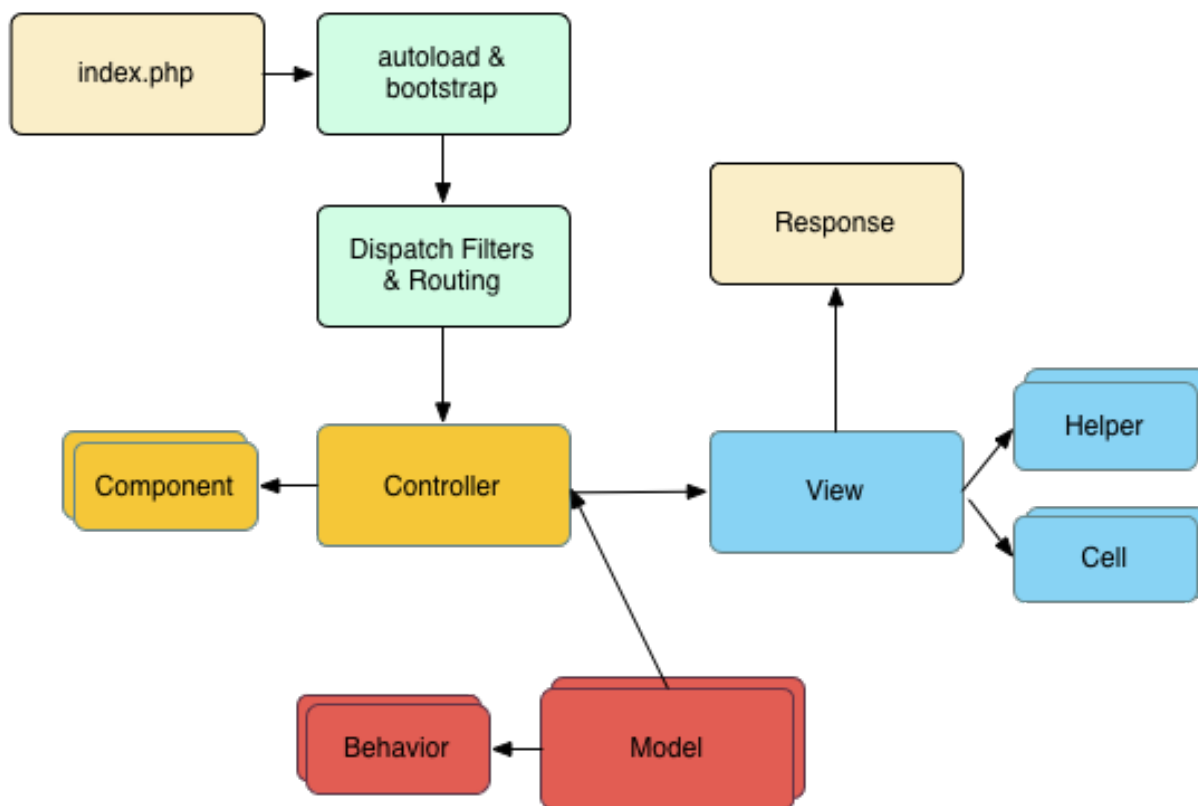 index.php
autoload &
bootstrap
Dispatch Filters
& Routing
Response
Component
Controller
View
Helper
Cell
Behavior
Model